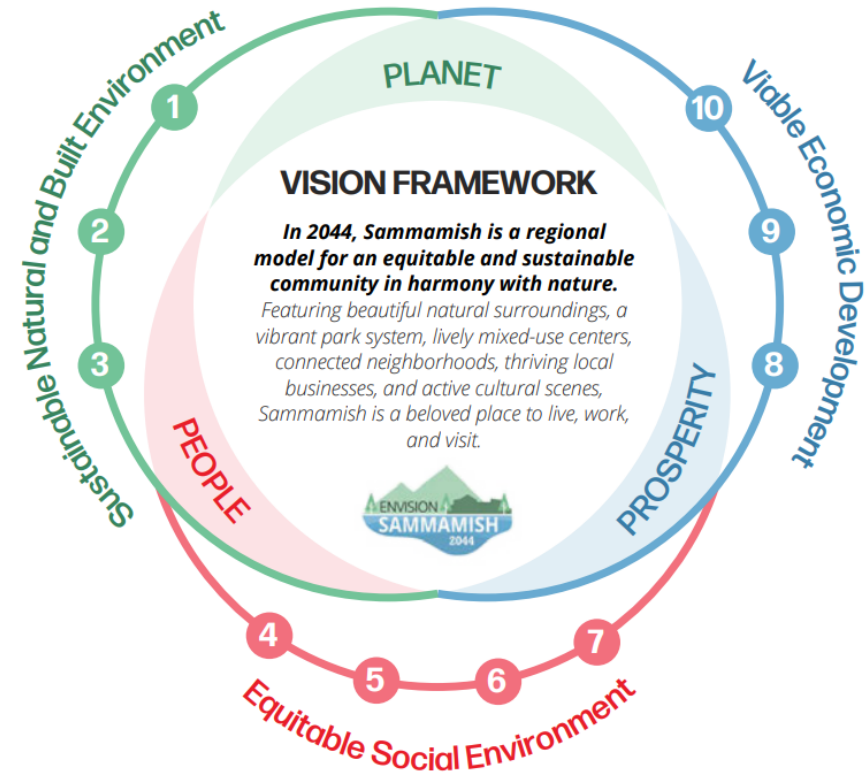 PLANET
Sustainable Natural and Built Environment
1
2
3
Viable Economic Development
10
9
8
VISION FRAMEWORK
In 2044, Sammamish is a regional
model for an equitable and sustainable
community in harmony with nature.
Featuring beautiful natural surroundings, a
vibrant park system, lively mixed-use centers,
connected neighborhoods, thriving local
businesses, and active cultural scenes,
Sammamish is a beloved place to live, work,
and visit.
PEOPLE
PROSPERITY
ENVISION
SAMMAMISH
2044
4
5
6
7
Equitable Social Environment